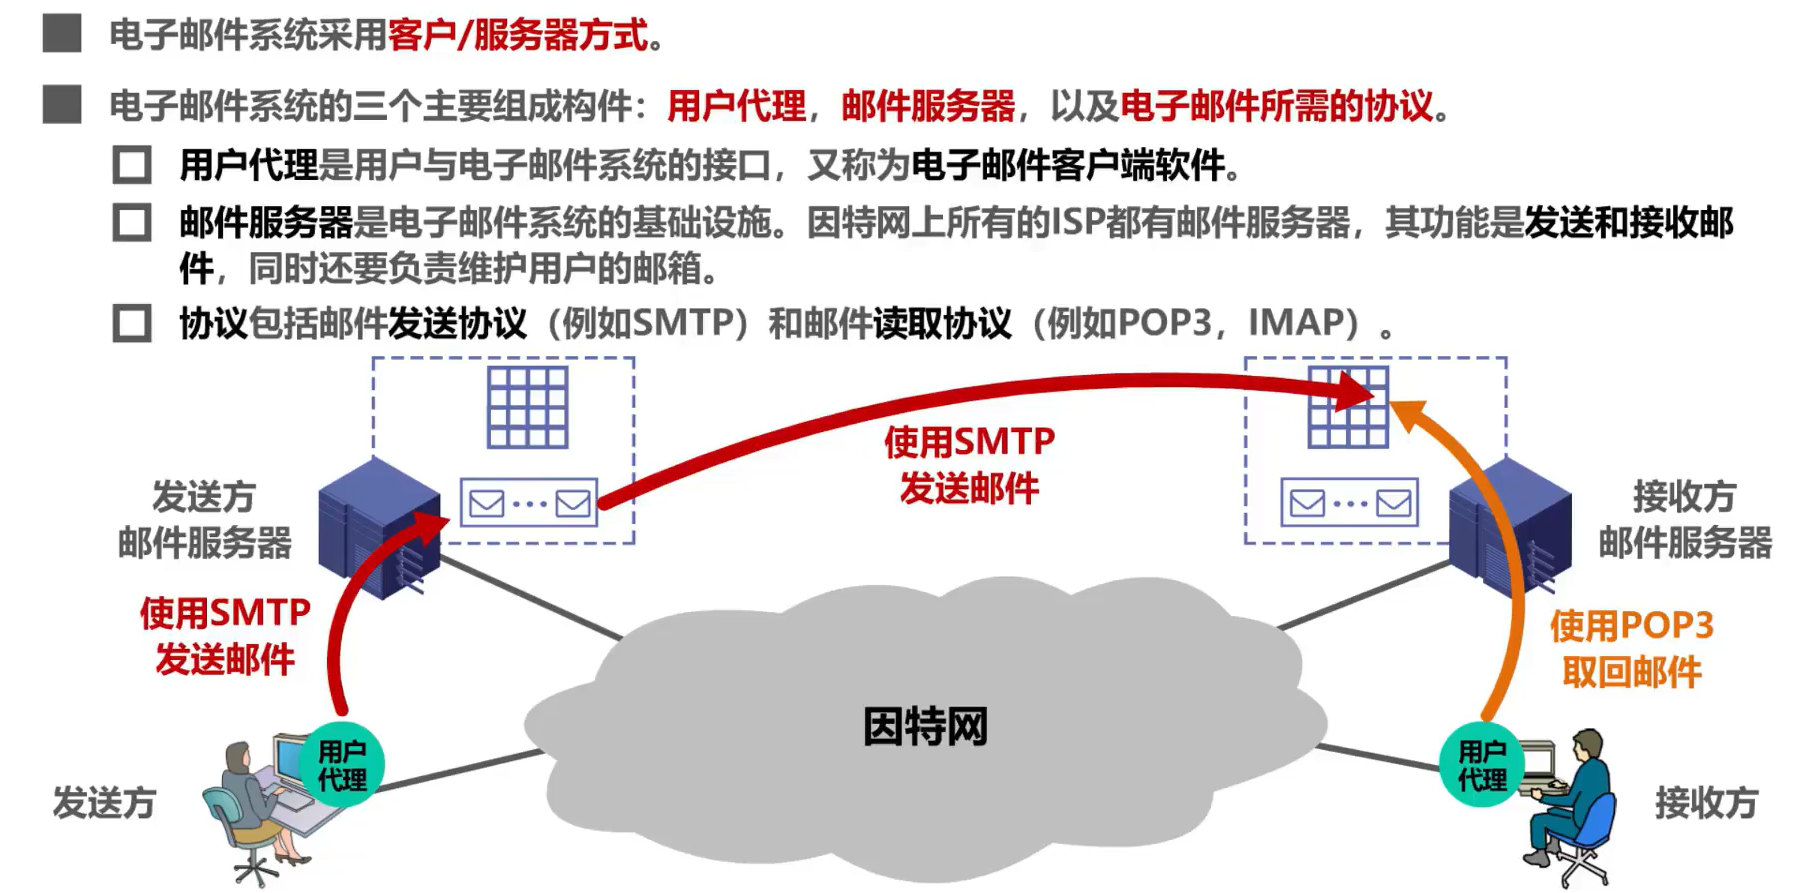 电子邮件系统采用客户/服务器方式。
电子邮件系统的三个主要组成构件：用户代理，邮件服务器，以及电子邮件所需的协议。
用户代理是用户与电子邮件系统的接口，又称为电子邮件客户端软件。
邮件服务器是电子邮件系统的基础设施。因特网上所有的ISP都有邮件服务器，其功能是发送和接收邮
件，同时还要负责维护用户的邮箱。
协议包括邮件发送协议（例如SMTP）和邮件读取协议（例如POP3，IMAP）。
使用SMTP
发送邮件
发送方
邮件服务器
接收方
邮件服务器
使用SMTP
发送邮件
使用POP3
取回邮件
因特网
用户
代理
用户
代理
发送方
接收方